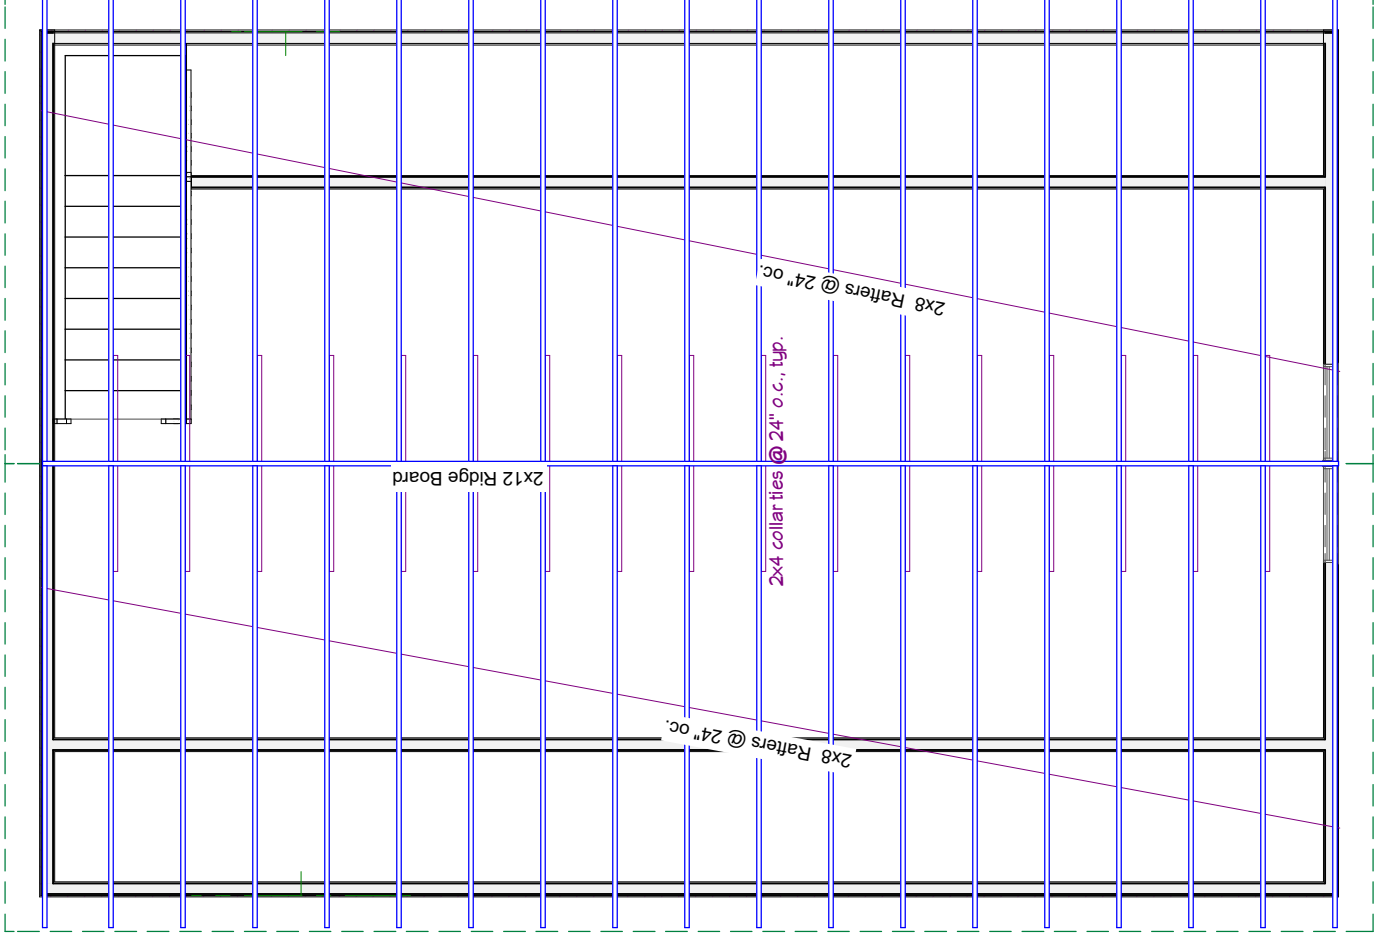 2x8 Rafters @ 24" oc.
2x4 collar ties @ 24" o.c., typ.
2x12 Ridge Board
2x8 Rafters @ 24" oc.